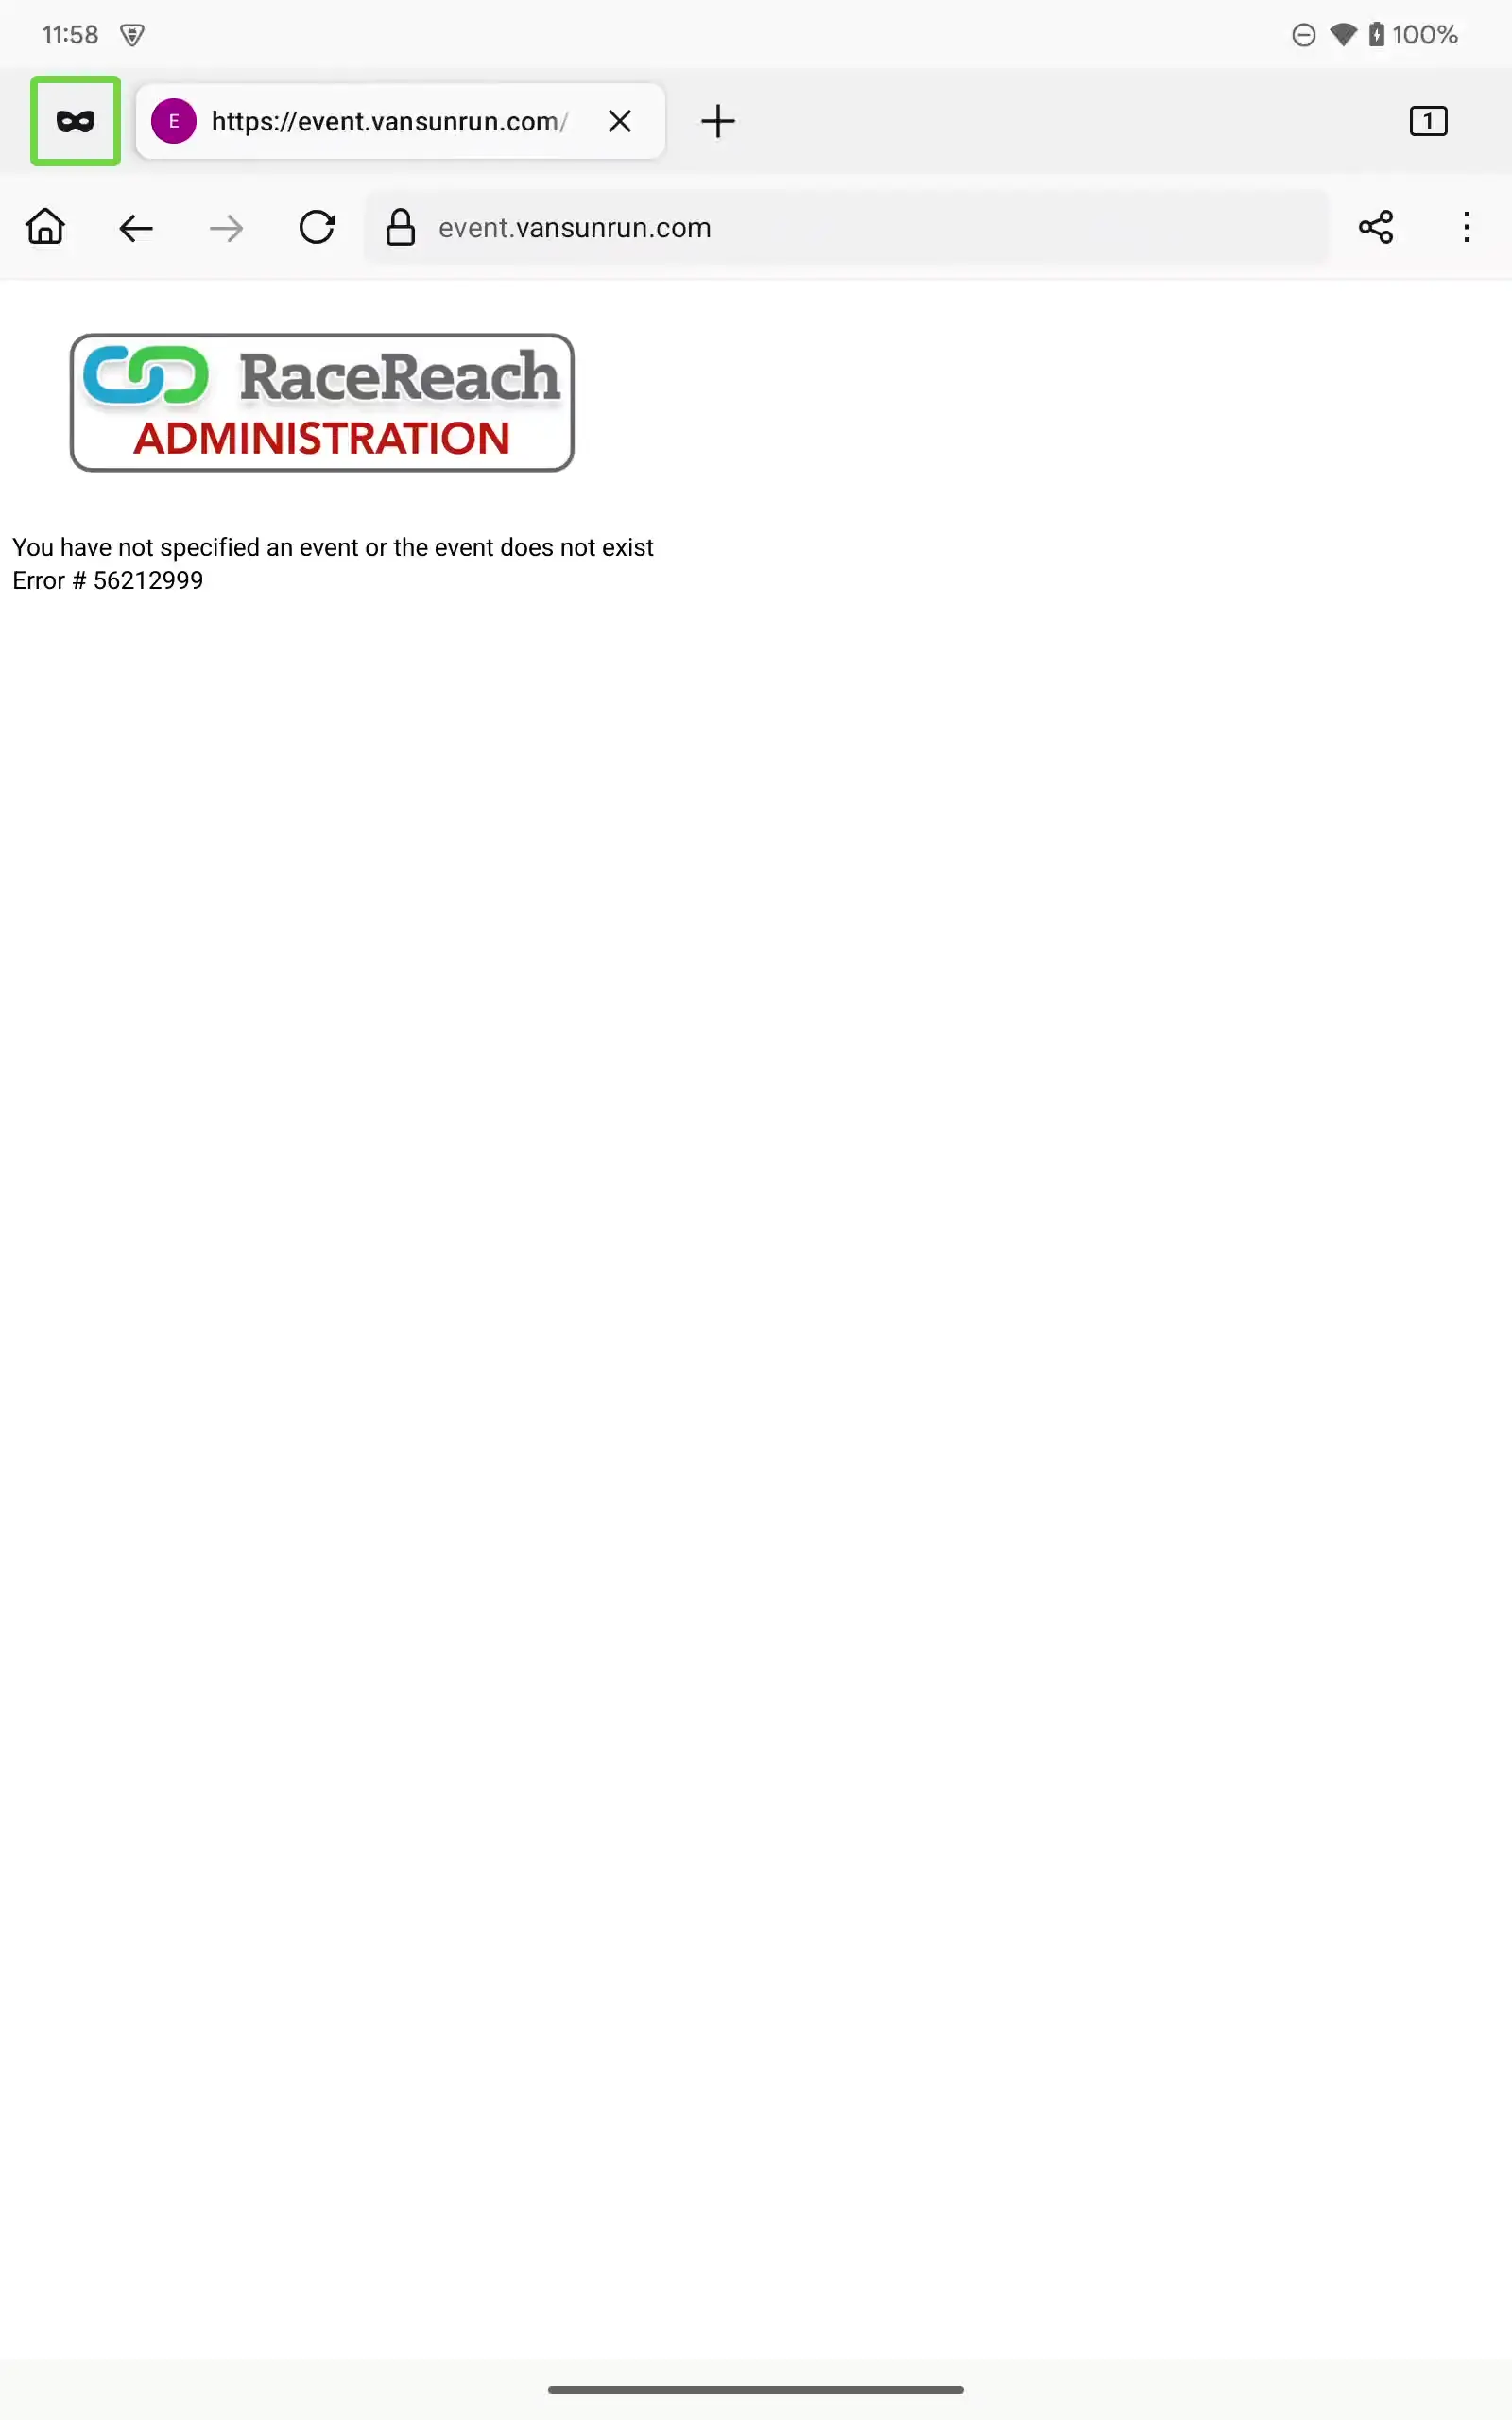 11:58
100%
E https://event.vansunrun.com/
1
event.vansunrun.com
RaceReach
ADMINISTRATION
You have not specified an event or the event does not exist
Error # 56212999